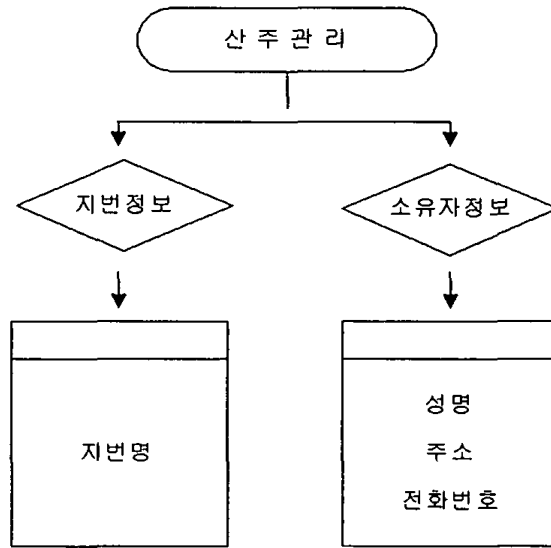 산 주 관 리
지번정보
소유자정보
지번명
성명
주소
전화번호